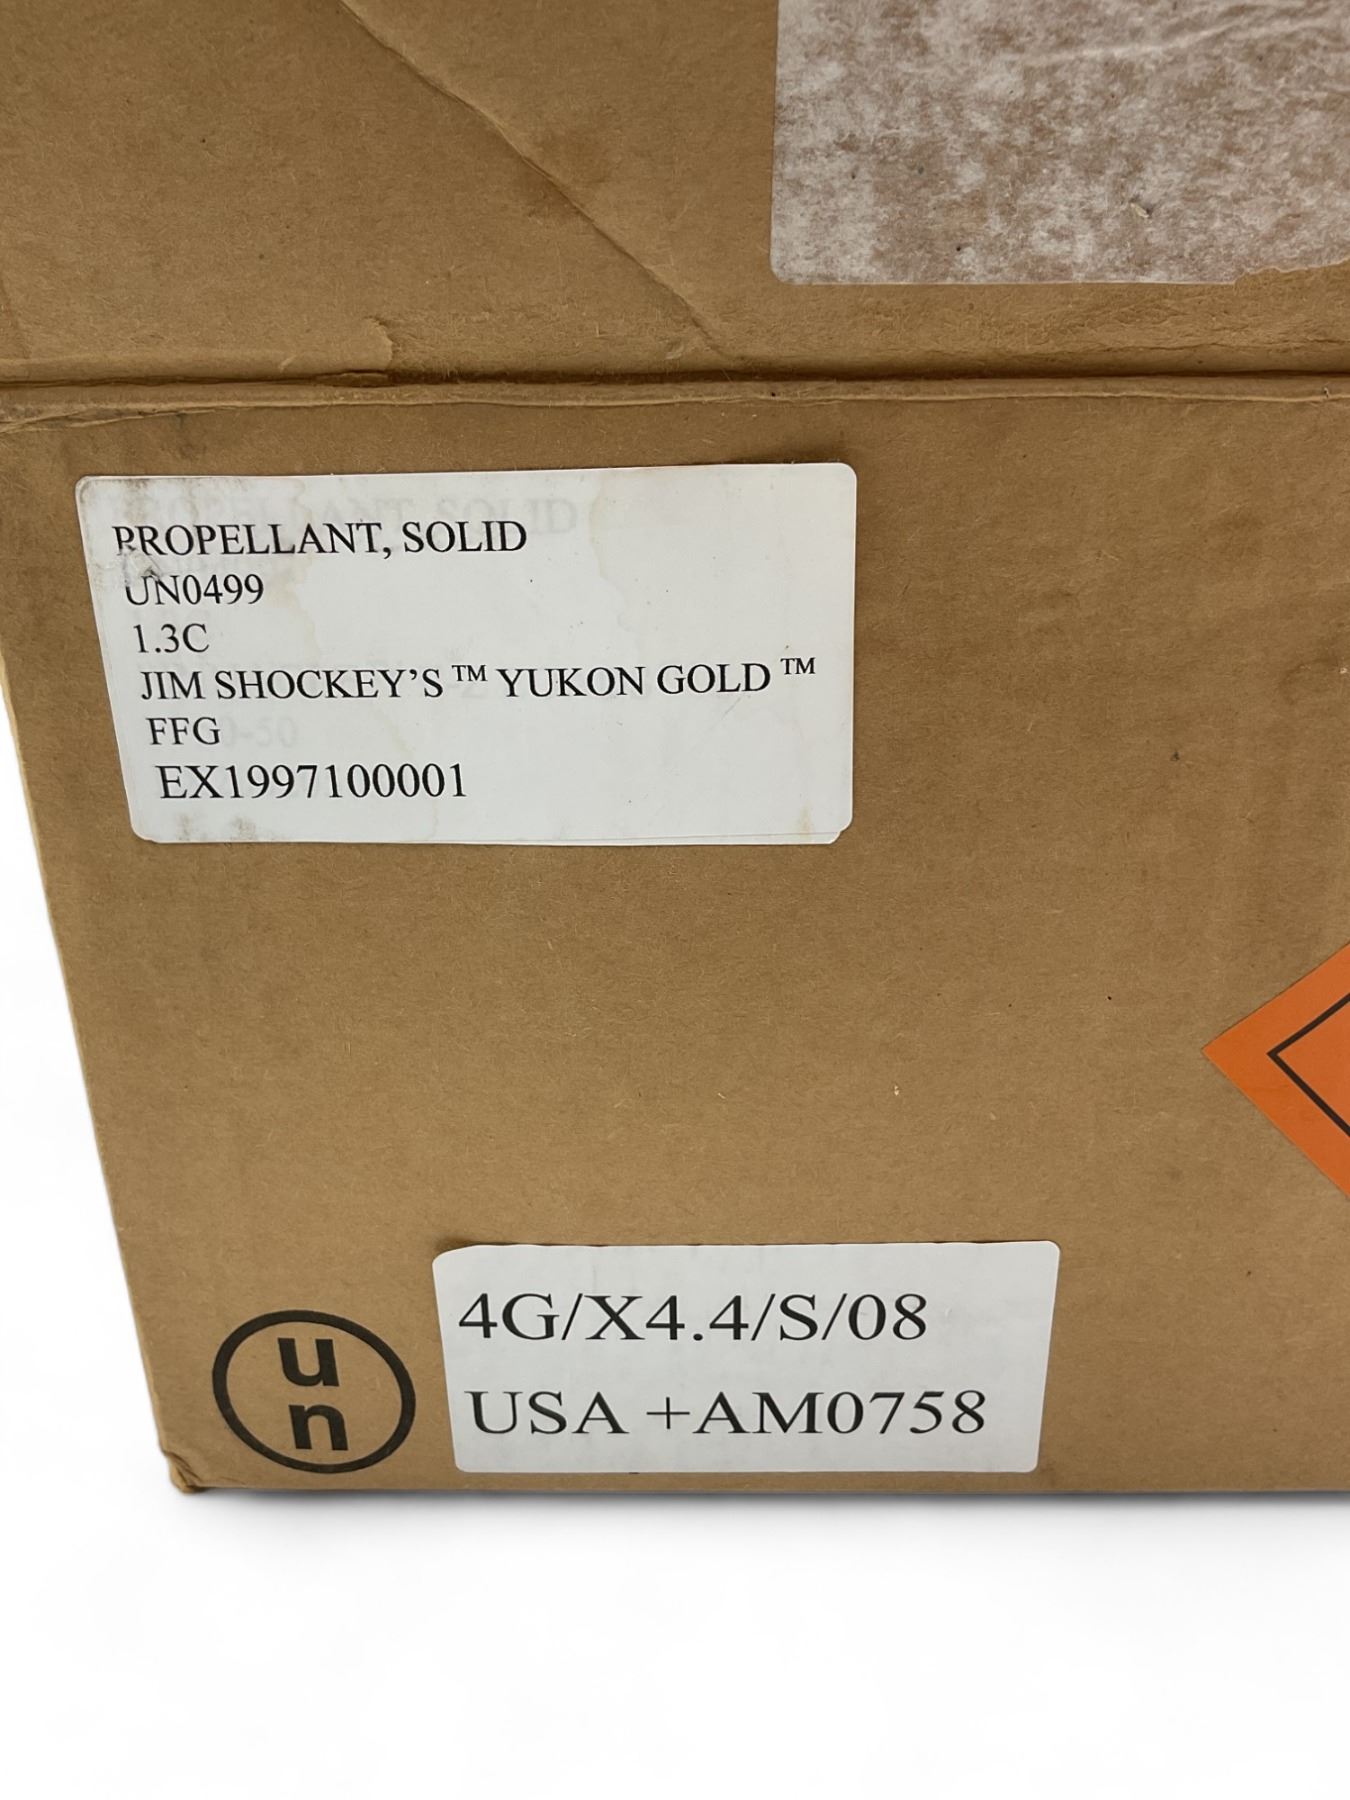 PROPELLANT, SOLID
UN0499
1.3C
JIM SHOCKEY'S ™ YUKON GOLD ™
FFG
EX1997100001
4G/X4.4/S/08
USA +AM0758
u
n